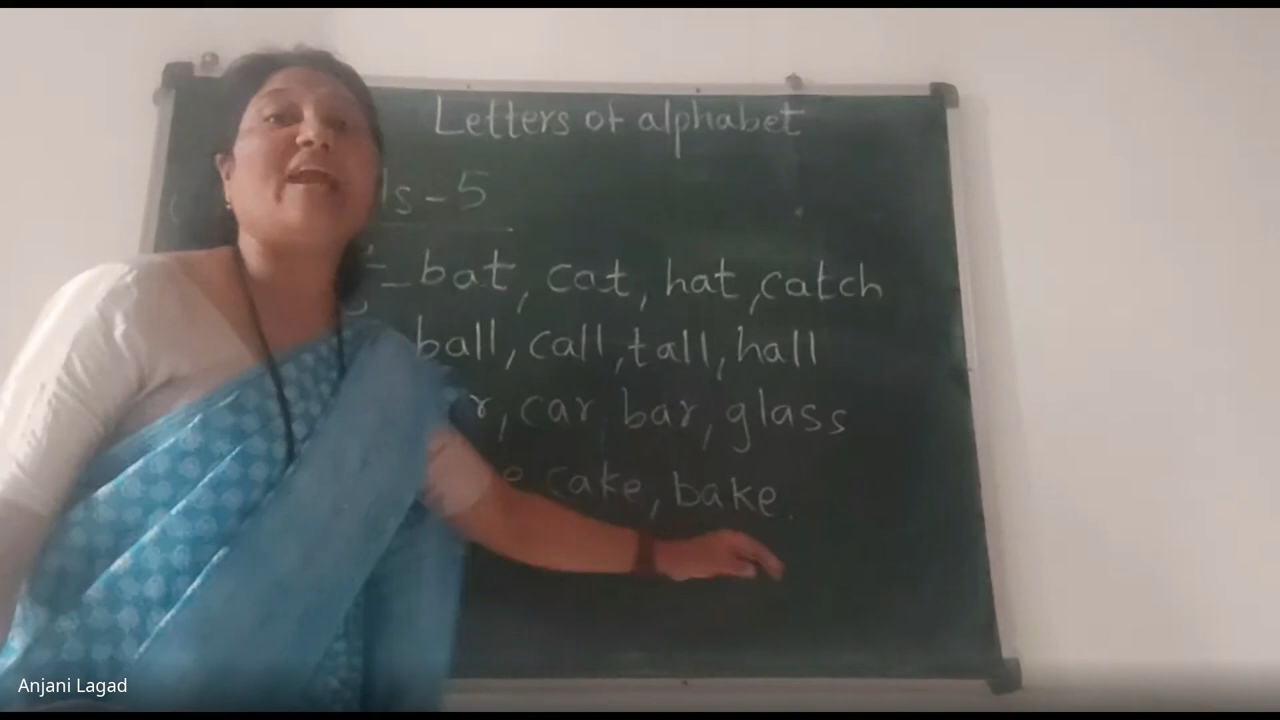 Letters of alphabet
ls - 5
- bat, cat, hat, catch
ball, call, tall, hall
r, car bar, glass
e cake, bake.
Anjani Lagad